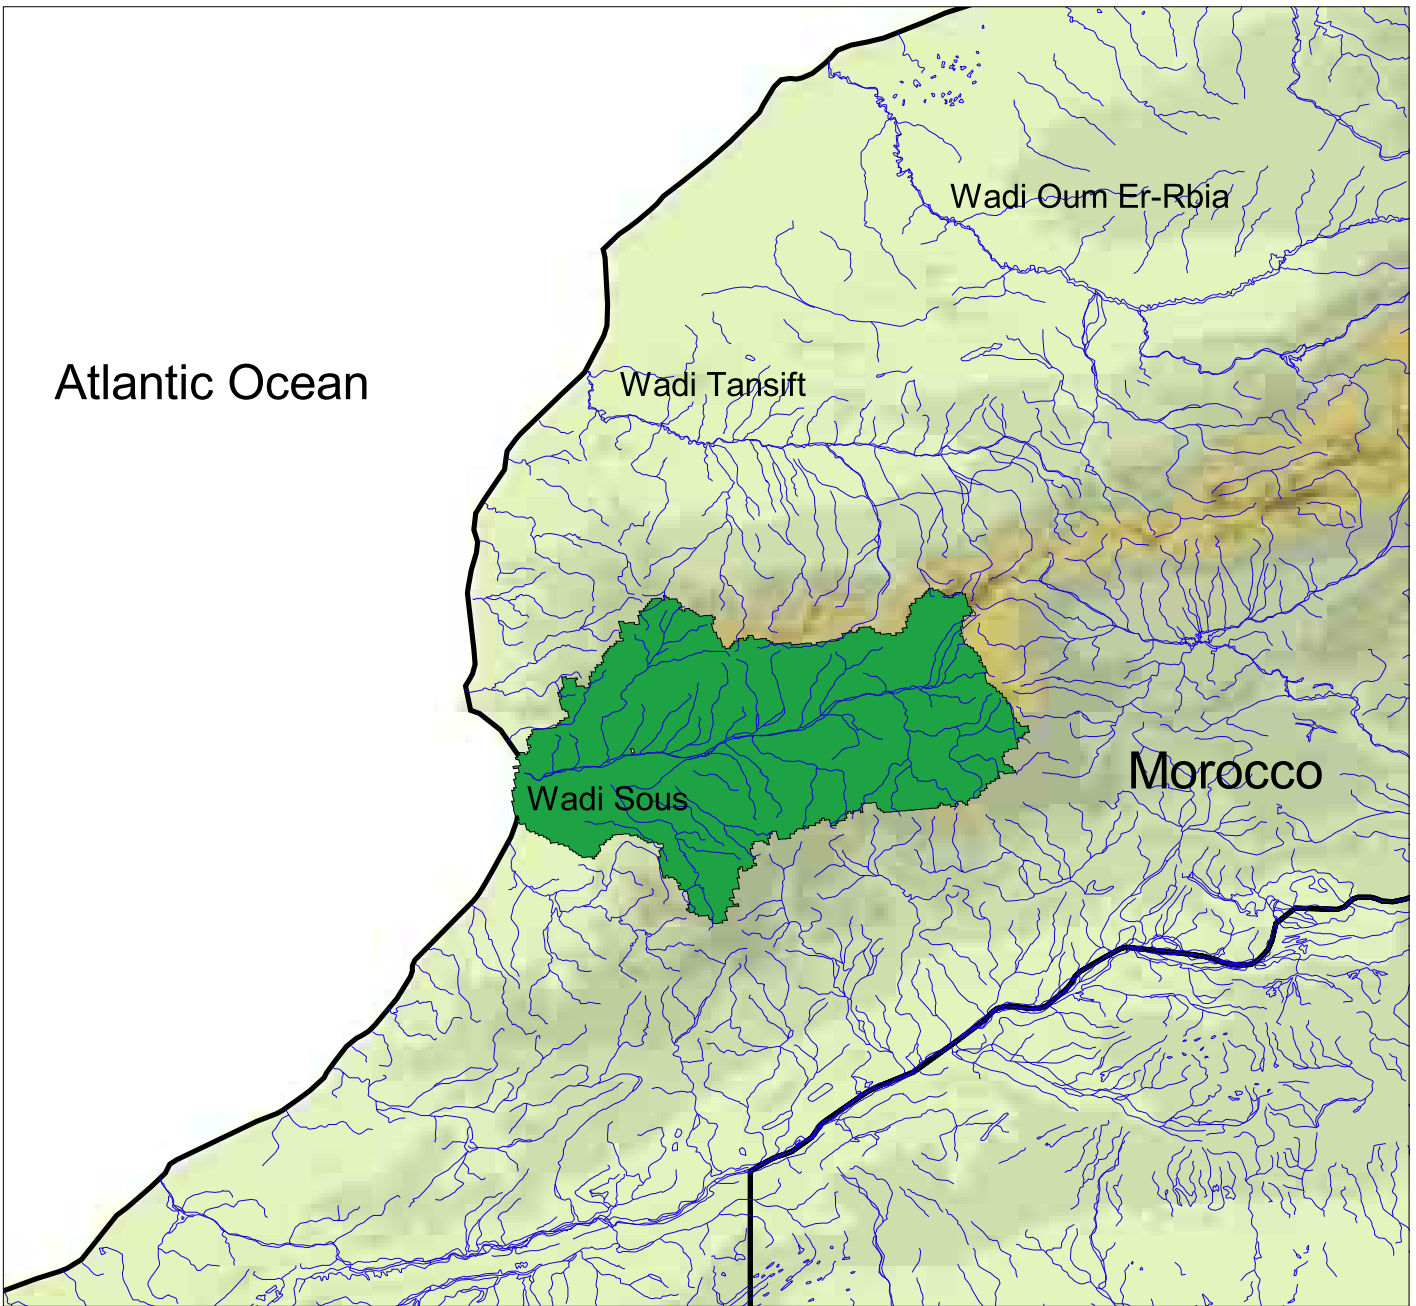 Wadi Oum Er-Rbia
Atlantic Ocean
Wadi Tansift
Morocco
Wadi Sous